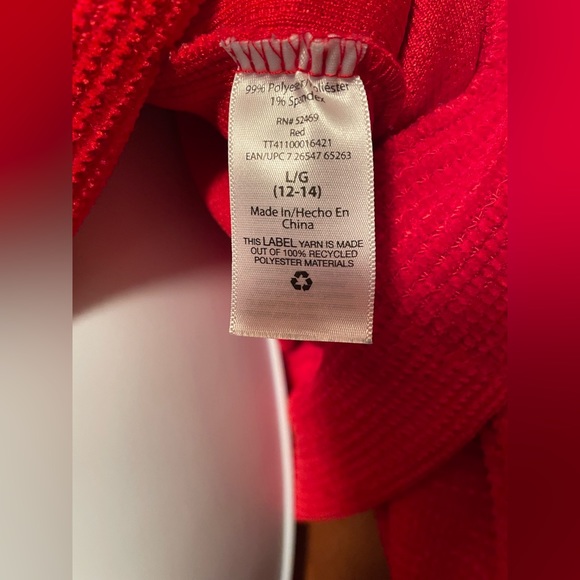 99% Polyester/Poliéster
1% Spandex
RN# 52469
Red
TT41100016421
EAN/UPC 7 26547 65263
L/G
(12-14)
Made In/Hecho En
China
THIS LABEL YARN IS MADE
OUT OF 100% RECYCLED
POLYESTER MATERIALS